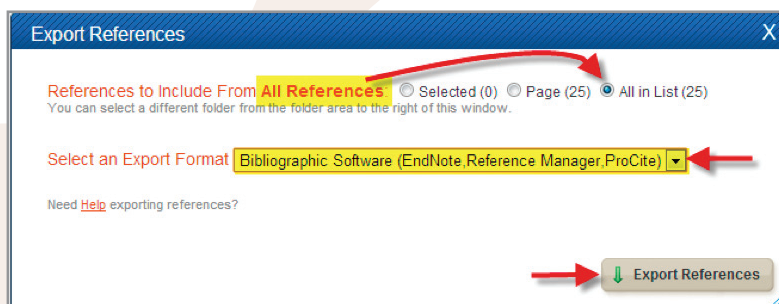 Export References X
References to Include From All References: Selected (0) Page (25) All in List (25)
You can select a different folder from the folder area to the right of this window.
Select an Export Format Bibliographic Software (EndNote,Reference Manager,ProCite)
Need Help exporting references?
Export References